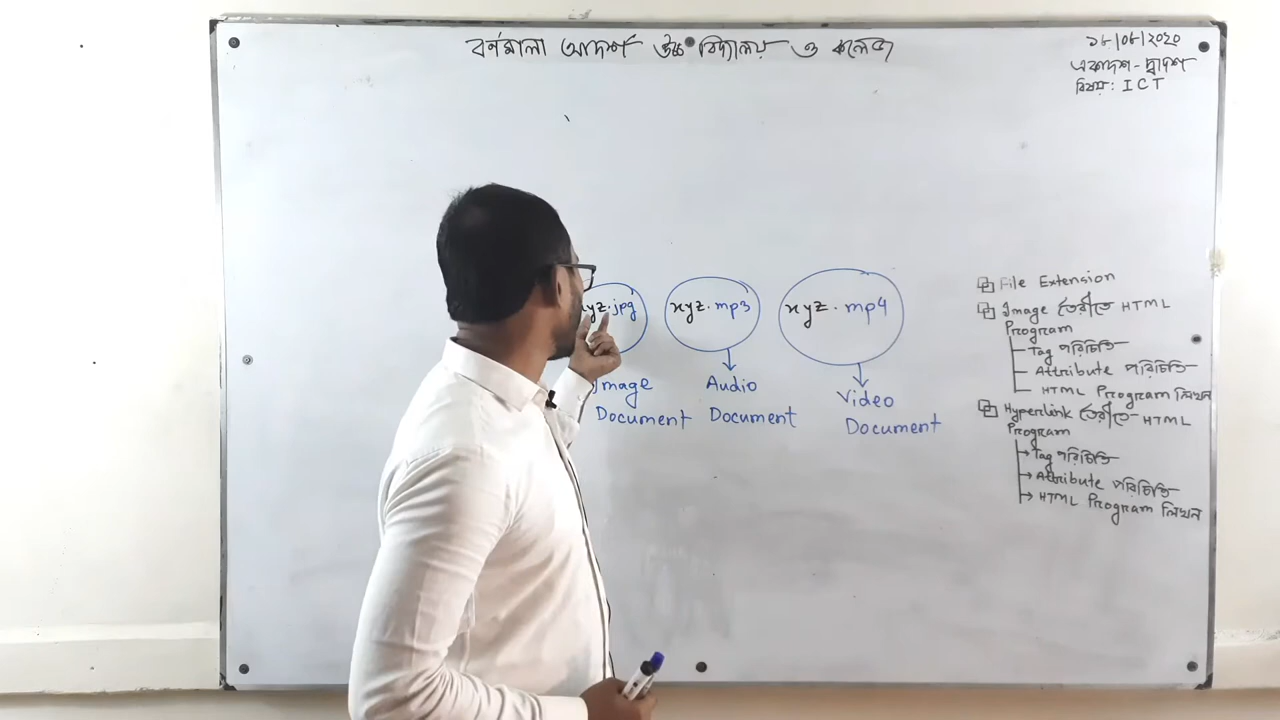 বর্ণমালা আদর্শ উচ্চ বিদ্যালয় ও কলেজ
১৮/০৮/২০২০
একাদশ - দ্বাদশ
বিষয় : ICT
xyz.jpg
xyz.mp3
xyz.mp4
Image
Document
Audio
Document
Video
Document
File Extension
Image তৈরীতে HTML
Program
Tag পরিচিতি
Attribute পরিচিতি
HTML Program লিখন
Hyperlink তৈরীতে HTML
Program
Tag পরিচিতি
Attribute পরিচিতি
HTML Program লিখন